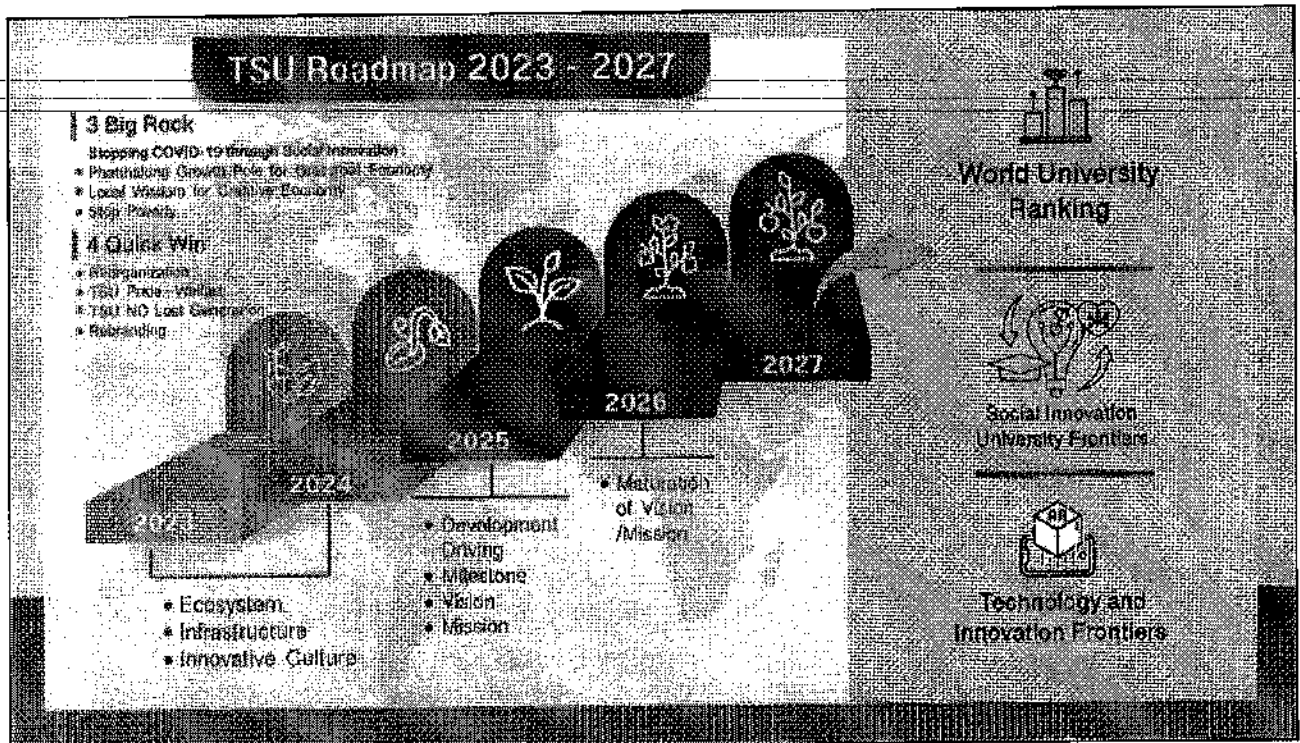 TSU Roadmap 2023 - 2027
3 Big Rock
Stopping COVID-19 through Social Innovation
• Phatthalung Growth Pole for Economy
• Local Wisdom for Creative Economy
• Stop Poverty
4 Quick Win
• Reorganization
• TSU Pride
• TSU NO Lost Generation
• Rebranding
2023
2024
2025
2026
2027
• Ecosystem
• Infrastructure
• Innovative Culture
• Development
Driving
• Milestone
• Vision
• Mission
• Maturation
of Vision
/Mission
World University
Ranking
Social Innovation
University Frontiers
Technology and
Innovation Frontiers